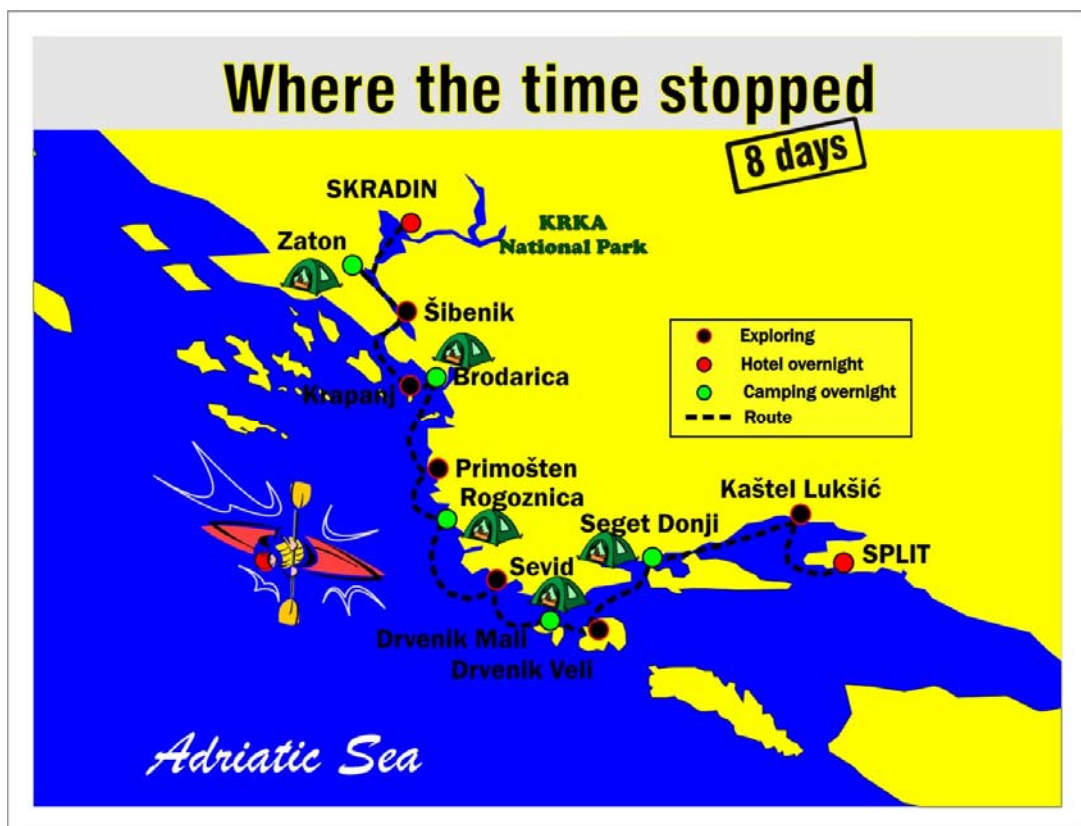 Where the time stopped
8 days
SKRADIN
KRKA
National Park
Zaton
Šibenik
Exploring
Hotel overnight
Camping overnight
Route
Brodarica
Krapanj
Primošten
Rogoznica
Kaštel Lukšić
Seget Donji
SPLIT
Sevid
Drvenik Mali
Drvenik Veli
Adriatic Sea